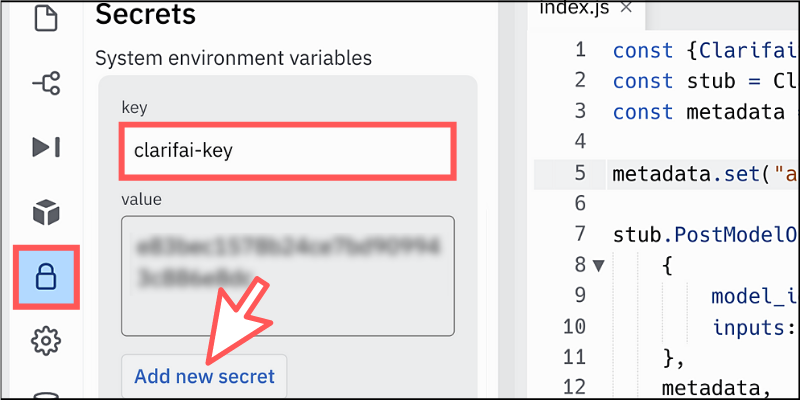 Secrets
System environment variables
key
clarifai-key
value
Add new secret
index.js ×
1 const {Clarifai
2 const stub = Cl
3 const metadata =
4
5 metadata.set("a
6
7 stub.PostModelO
8 {
9 model_i
10 inputs:
11 },
12 metadata,